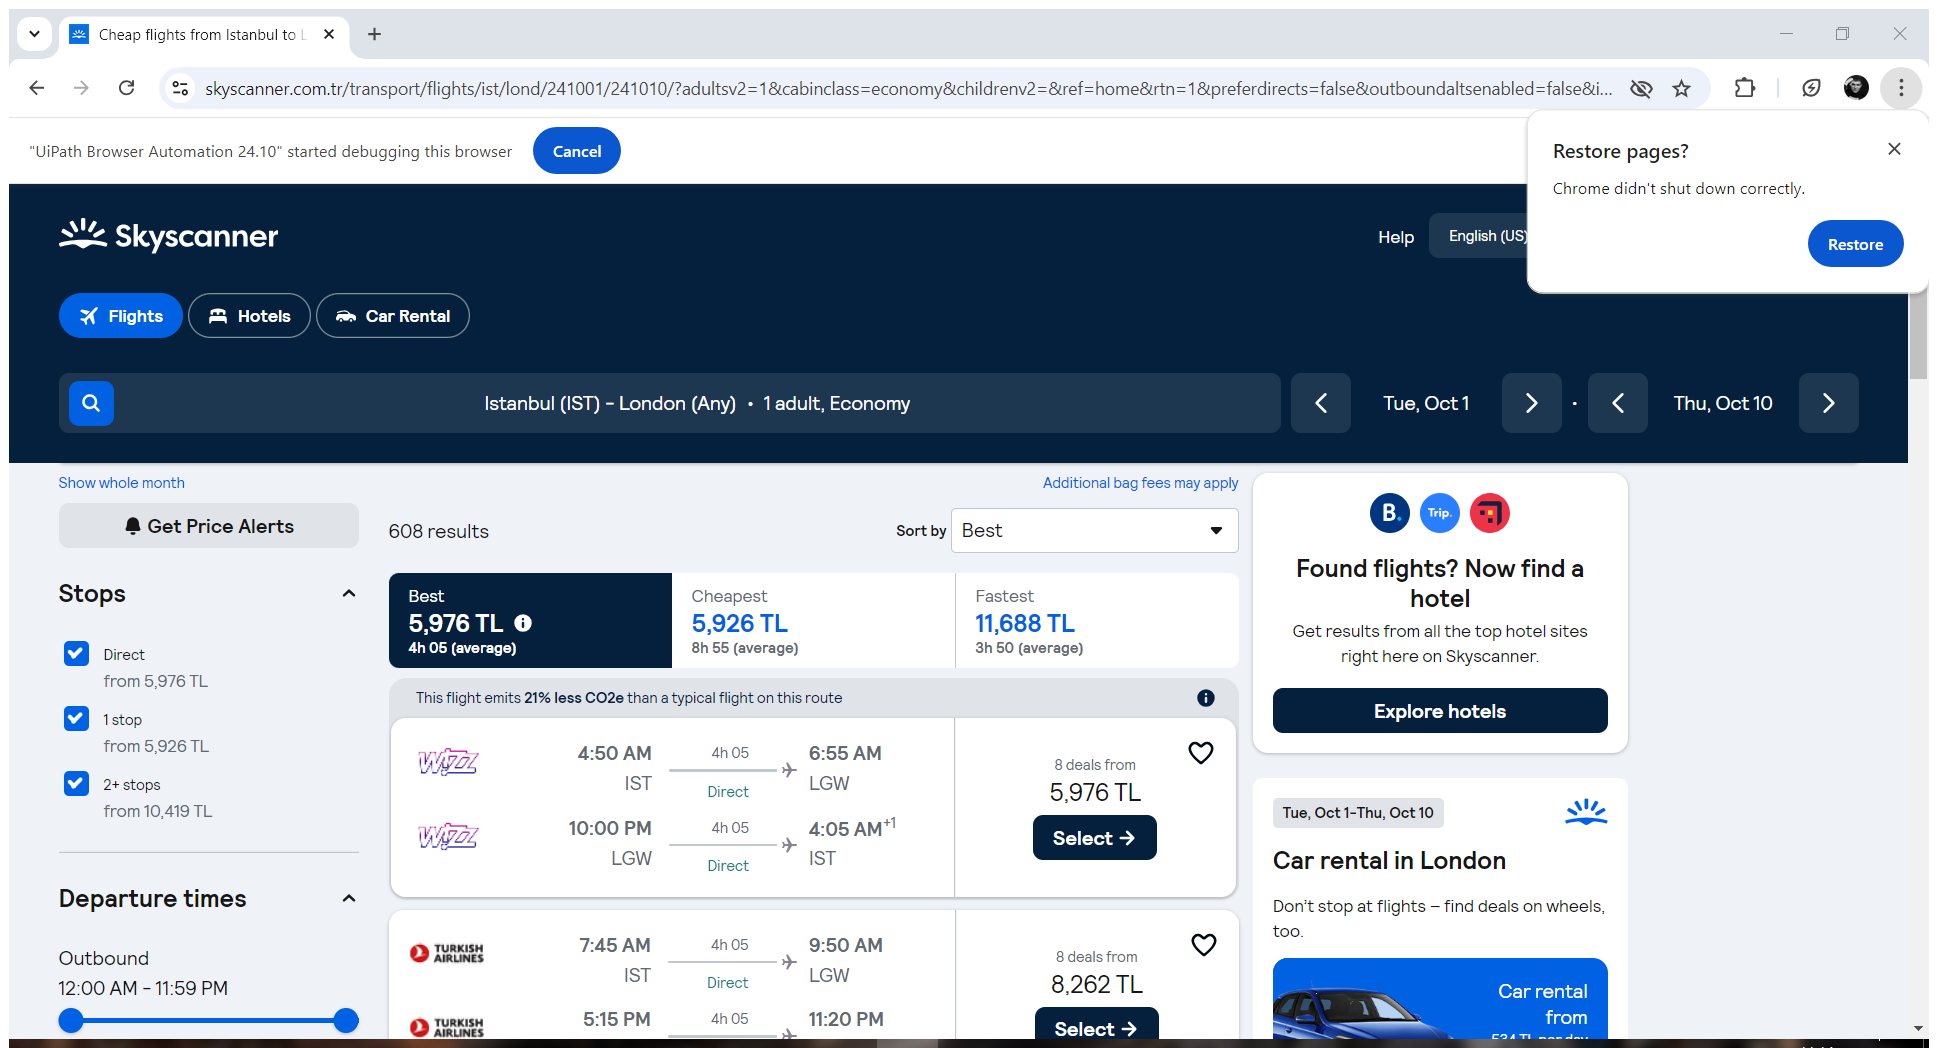 Cheap flights from Istanbul to L
skyscanner.com.tr/transport/flights/ist/lond/241001/241010/?adultsv2=1&cabinclass=economy&childrenv2=&ref=home&rtn=1&preferdirects=false&outboundaltsenabled=false&i...
"UiPath Browser Automation 24.10" started debugging this browser
Cancel
Restore pages?
Chrome didn't shut down correctly.
Restore
Skyscanner
Help
English (US)
Flights
Hotels
Car Rental
Istanbul (IST) - London (Any) • 1 adult, Economy
Tue, Oct 1
Thu, Oct 10
Show whole month
Additional bag fees may apply
Get Price Alerts
608 results
Sort by
Best
Stops
Direct
from 5,976 TL
1 stop
from 5,926 TL
2+ stops
from 10,419 TL
Departure times
Outbound
12:00 AM - 11:59 PM
Best
5,976 TL
4h 05 (average)
Cheapest
5,926 TL
8h 55 (average)
Fastest
11,688 TL
3h 50 (average)
This flight emits 21% less CO2e than a typical flight on this route
WIZZ
4:50 AM
IST
4h 05
Direct
6:55 AM
LGW
WIZZ
10:00 PM
LGW
4h 05
Direct
4:05 AM+1
IST
8 deals from
5,976 TL
Select →
TURKISH
AIRLINES
7:45 AM
IST
4h 05
Direct
9:50 AM
LGW
TURKISH
AIRLINES
5:15 PM
4h 05
11:20 PM
8 deals from
8,262 TL
Select →
B.
Trip.
Found flights? Now find a
hotel
Get results from all the top hotel sites
right here on Skyscanner.
Explore hotels
Tue, Oct 1-Thu, Oct 10
Car rental in London
Don't stop at flights – find deals on wheels,
too.
Car rental
from
534 TL per day